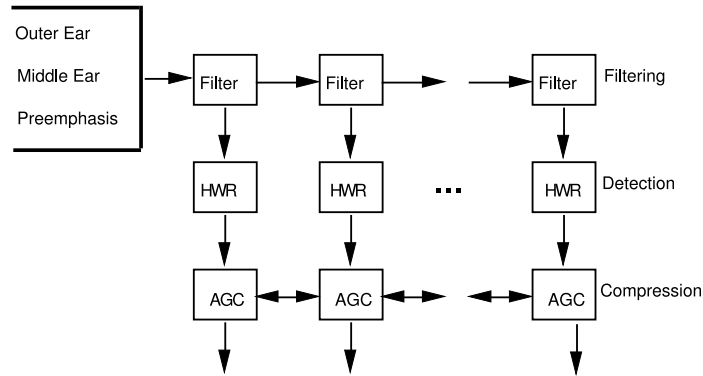 Outer Ear
Middle Ear
Preemphasis
Filter Filter Filter Filtering
HWR HWR ... HWR Detection
AGC AGC AGC Compression